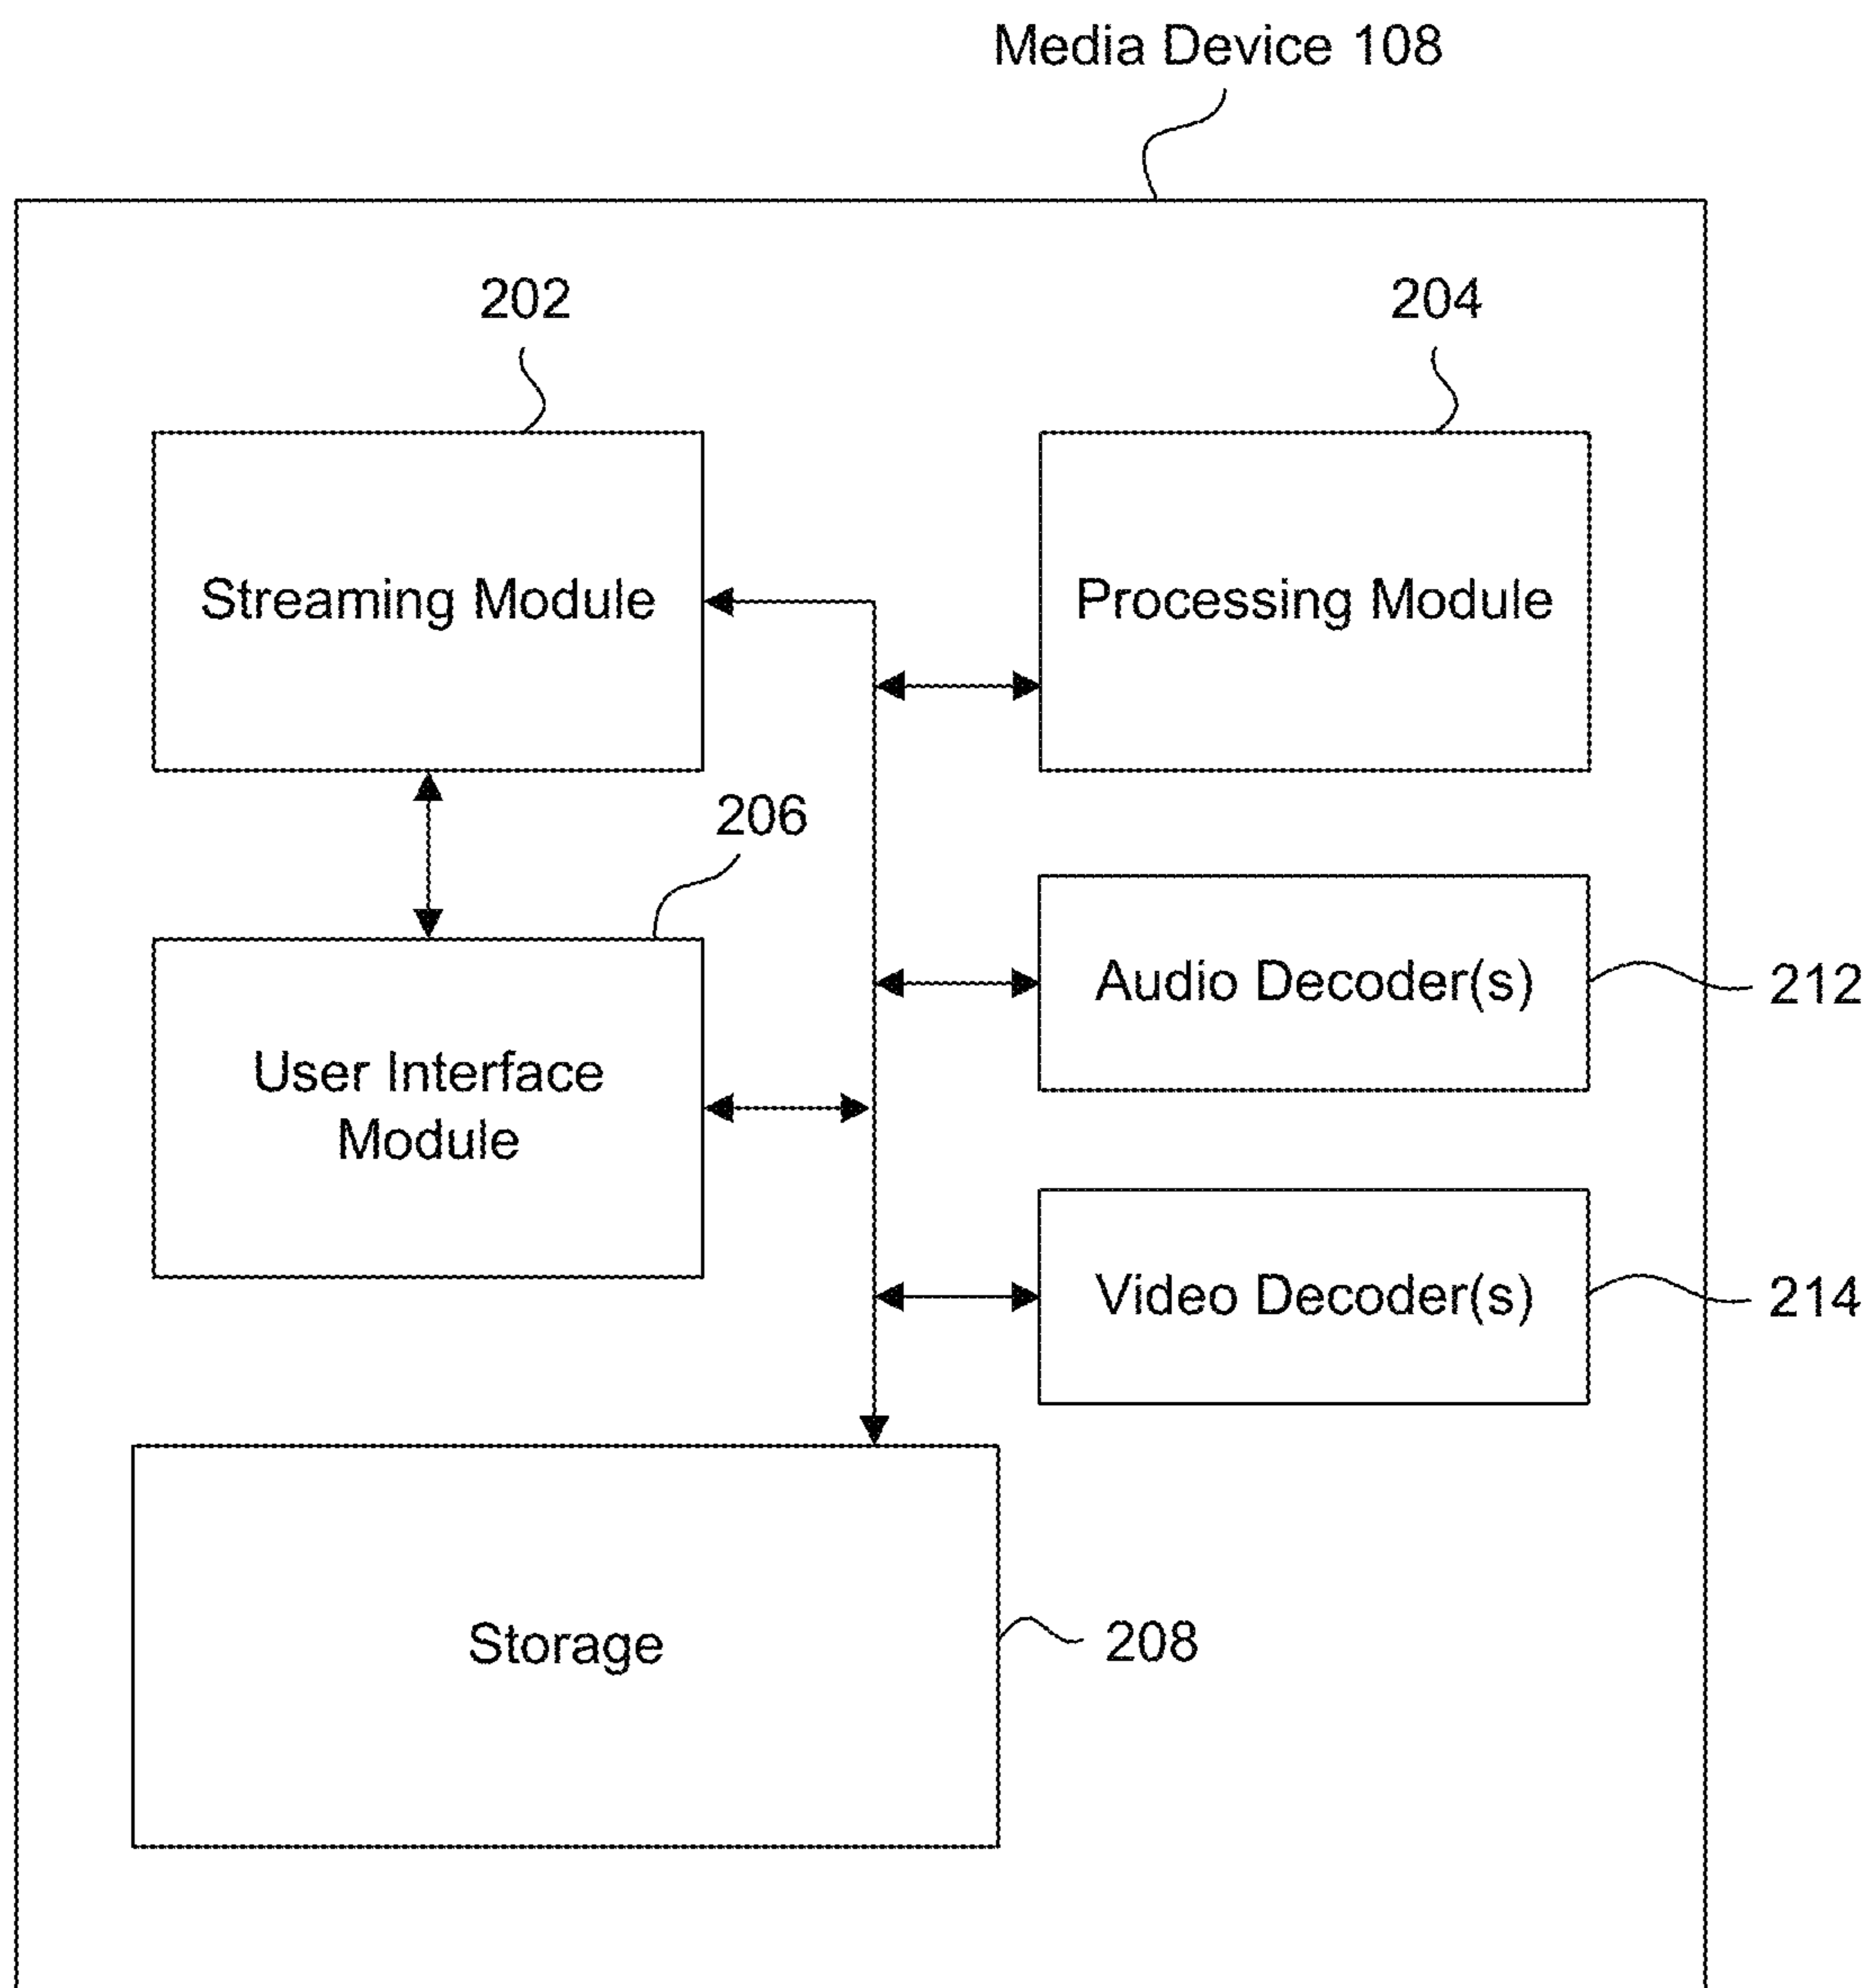 Media Device 108
202
204
Streaming Module
Processing Module
206
Audio Decoder(s)
212
User Interface
Module
Video Decoder(s)
214
Storage
208